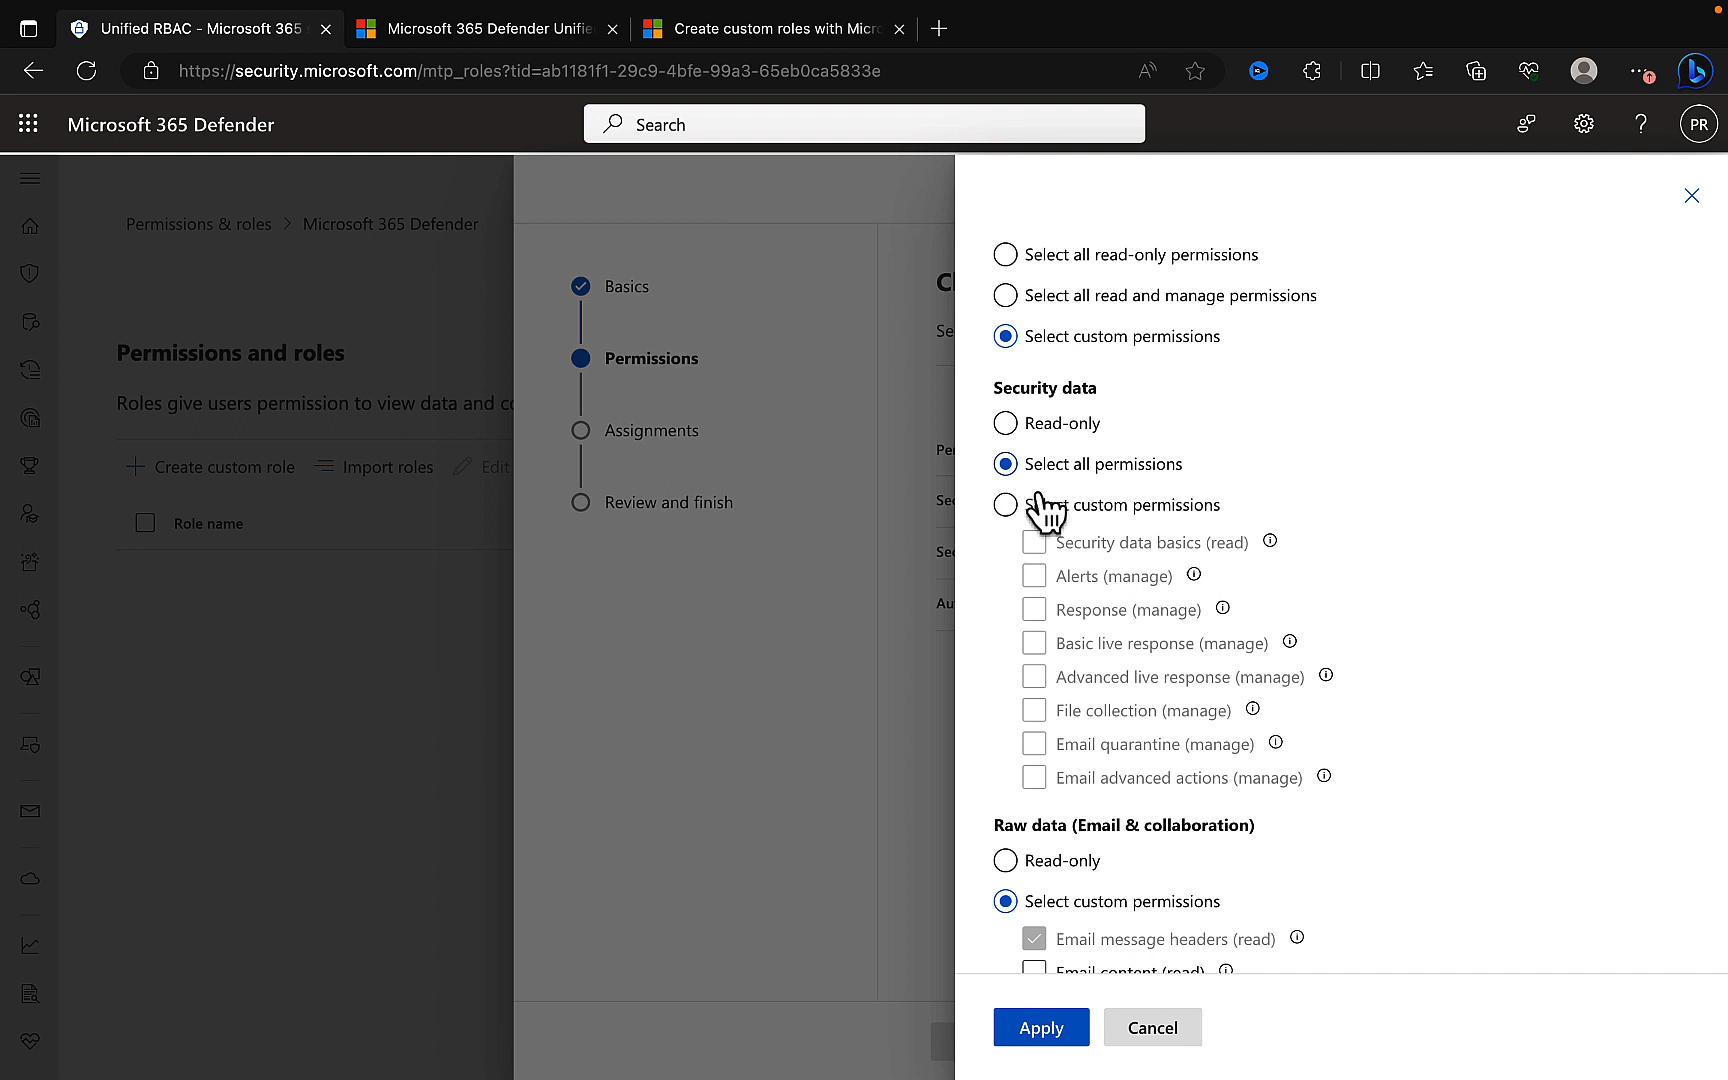 Unified RBAC - Microsoft 365
Microsoft 365 Defender Unifie
Create custom roles with Micr
https://security.microsoft.com/mtp_roles?tid=ab1181f1-29c9-4bfe-99a3-65eb0ca5833e
Microsoft 365 Defender
Search
PR
Permissions & roles > Microsoft 365 Defender
Permissions and roles
Roles give users permission to view data and co
Create custom role
Import roles
Edit
Role name
Basics
Permissions
Assignments
Review and finish
Select all read-only permissions
Select all read and manage permissions
Select custom permissions
Security data
Read-only
Select all permissions
Select custom permissions
Security data basics (read)
Alerts (manage)
Response (manage)
Basic live response (manage)
Advanced live response (manage)
File collection (manage)
Email quarantine (manage)
Email advanced actions (manage)
Raw data (Email & collaboration)
Read-only
Select custom permissions
Email message headers (read)
Email content (read)
Apply
Cancel